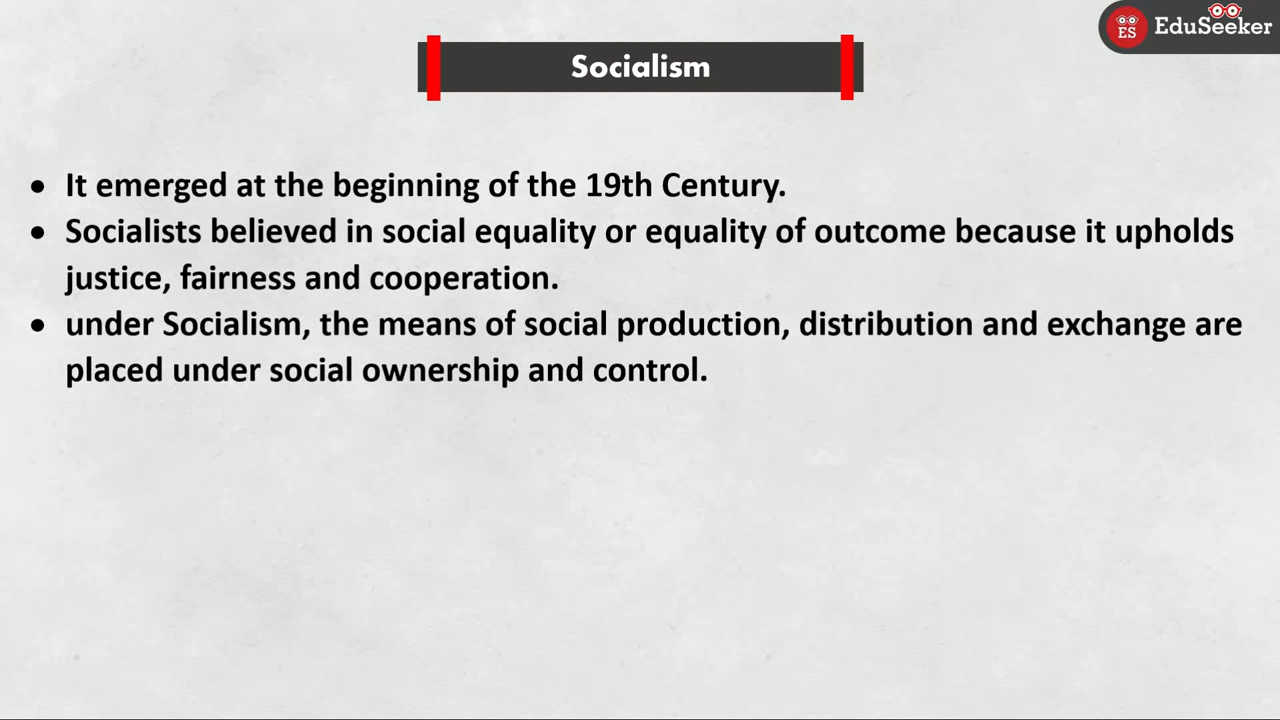 ES EduSeeker
Socialism
• It emerged at the beginning of the 19th Century.
• Socialists believed in social equality or equality of outcome because it upholds
justice, fairness and cooperation.
• under Socialism, the means of social production, distribution and exchange are
placed under social ownership and control.